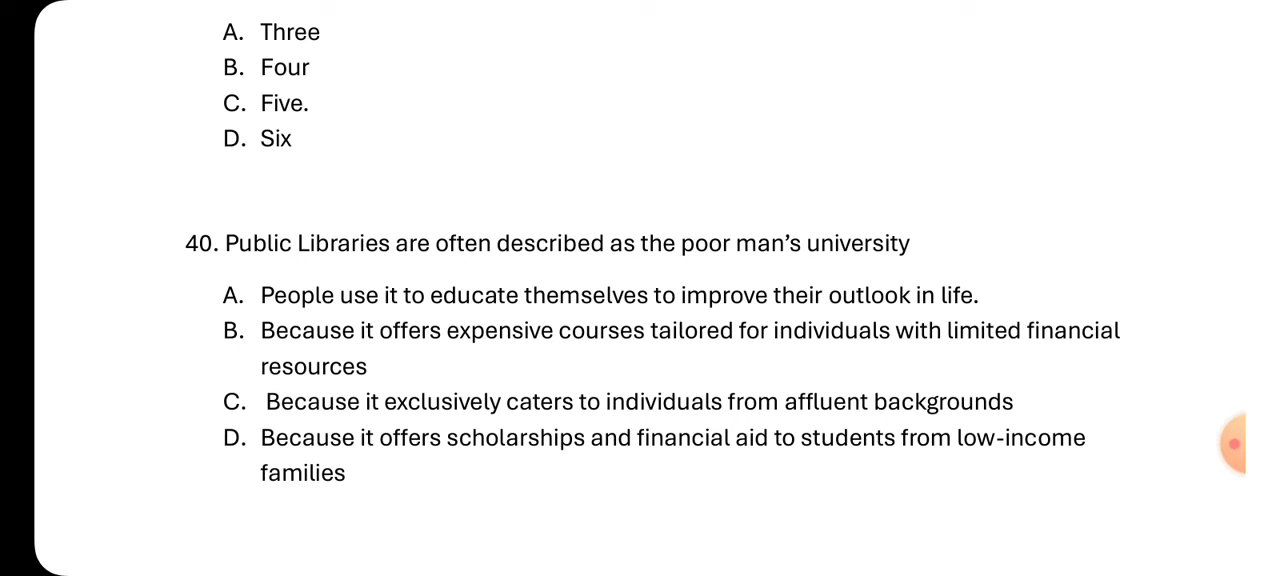 A. Three
B. Four
C. Five.
D. Six
40. Public Libraries are often described as the poor man’s university
A. People use it to educate themselves to improve their outlook in life.
B. Because it offers expensive courses tailored for individuals with limited financial
resources
C. Because it exclusively caters to individuals from affluent backgrounds
D. Because it offers scholarships and financial aid to students from low-income
families